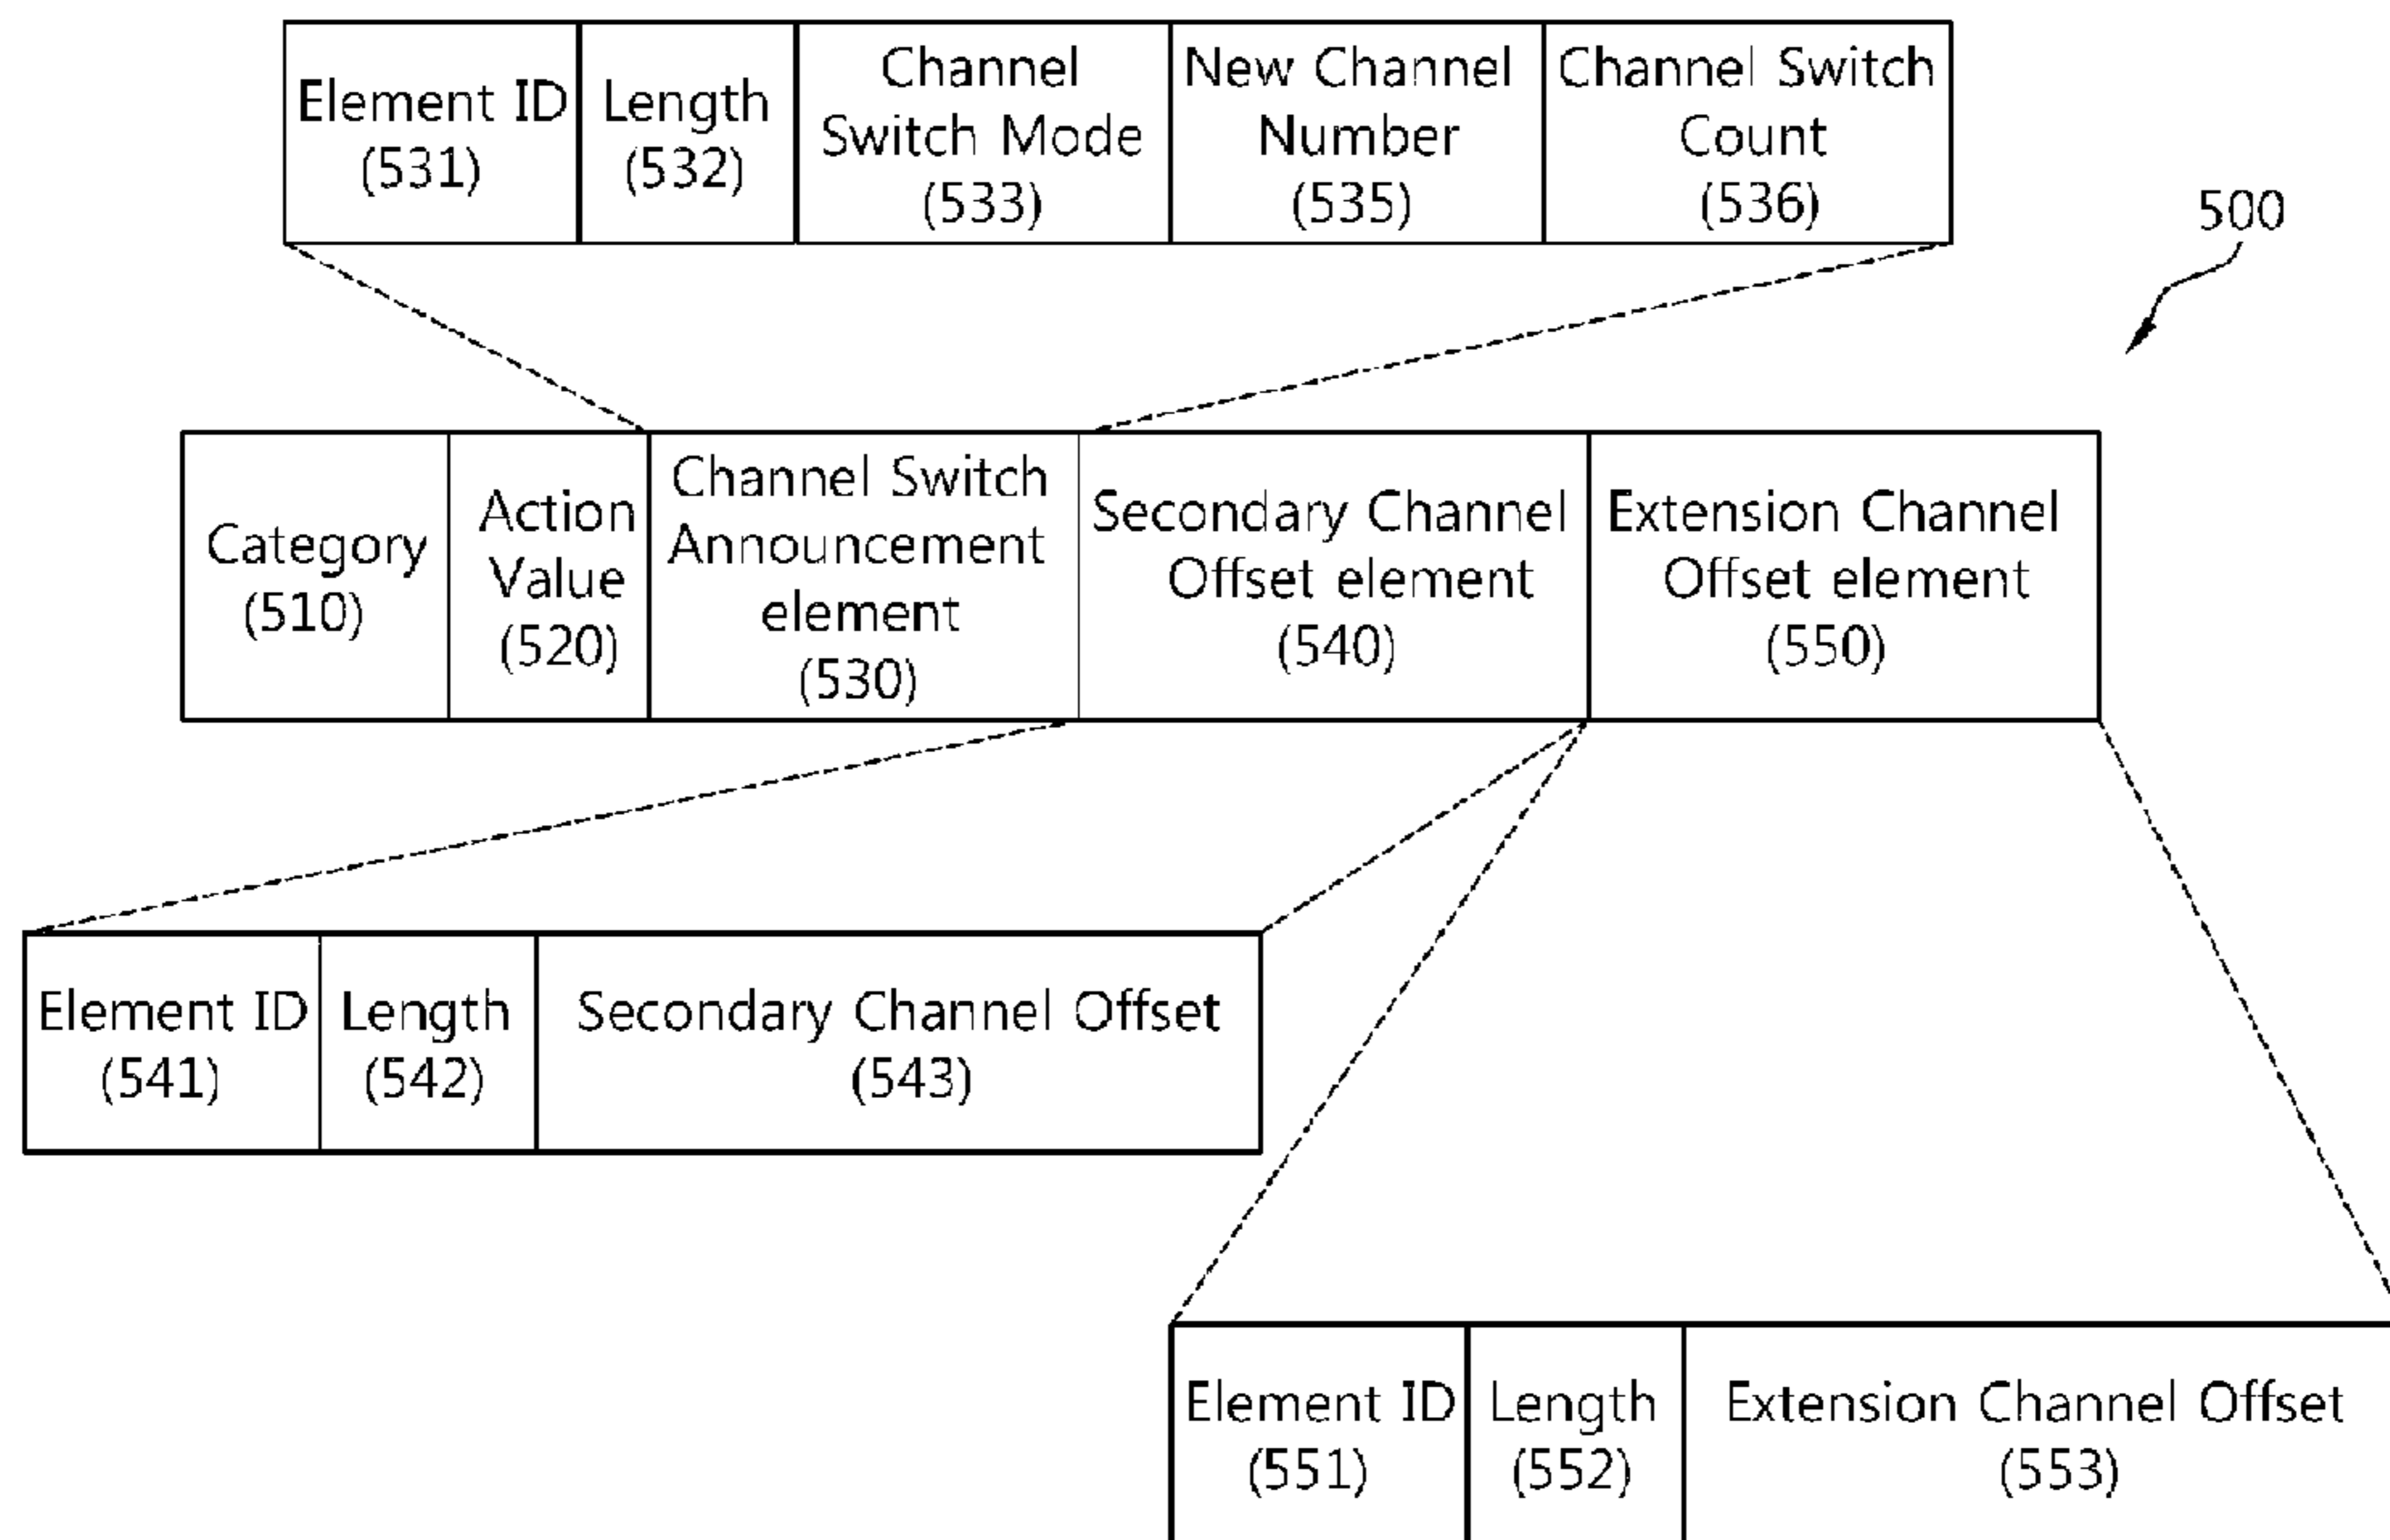 Element ID
(531)
Length
(532)
Channel
Switch Mode
(533)
New Channel
Number
(535)
Channel Switch
Count
(536)
500
Category
(510)
Action
Value
(520)
Channel Switch
Announcement
element
(530)
Secondary Channel
Offset element
(540)
Extension Channel
Offset element
(550)
Element ID
(541)
Length
(542)
Secondary Channel Offset
(543)
Element ID
(551)
Length
(552)
Extension Channel Offset
(553)